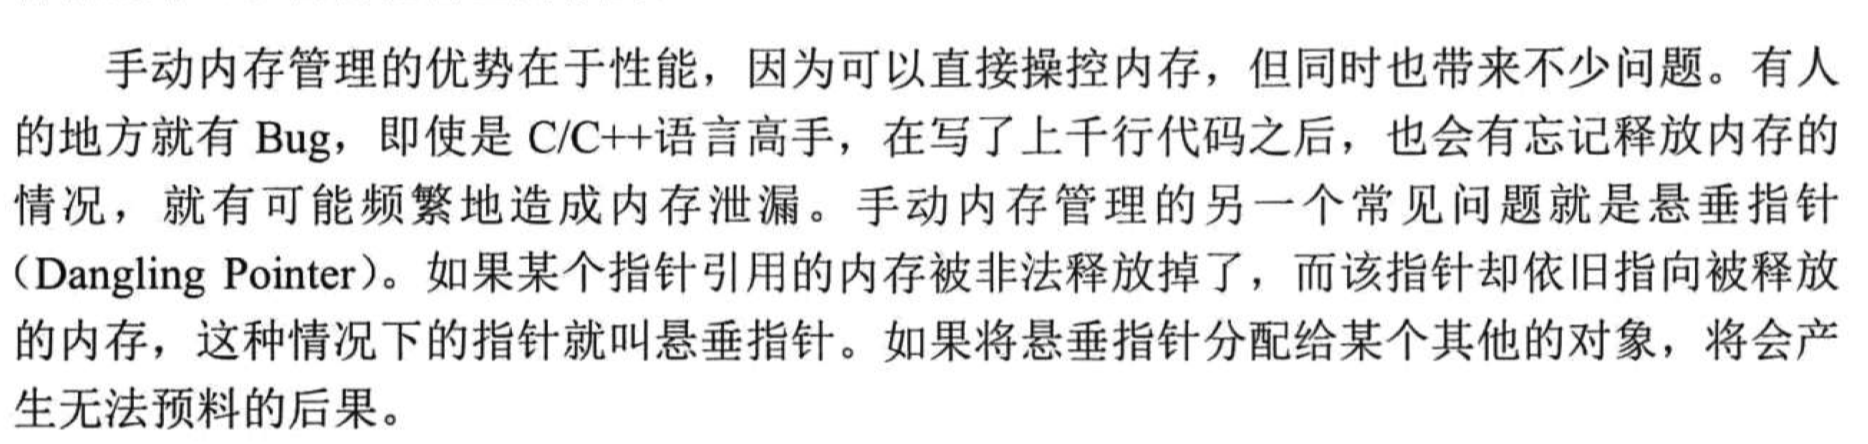 手动内存管理的优势在于性能，因为可以直接操控内存，但同时也带来不少问题。有人
的地方就有 Bug，即使是 C/C++语言高手，在写了上千行代码之后，也会有忘记释放内存的
情况，就有可能频繁地造成内存泄漏。手动内存管理的另一个常见问题就是悬垂指针
（Dangling Pointer）。如果某个指针引用的内存被非法释放掉了，而该指针却依旧指向被释放
的内存，这种情况下的指针就叫悬垂指针。如果将悬垂指针分配给某个其他的对象，将会产
生无法预料的后果。